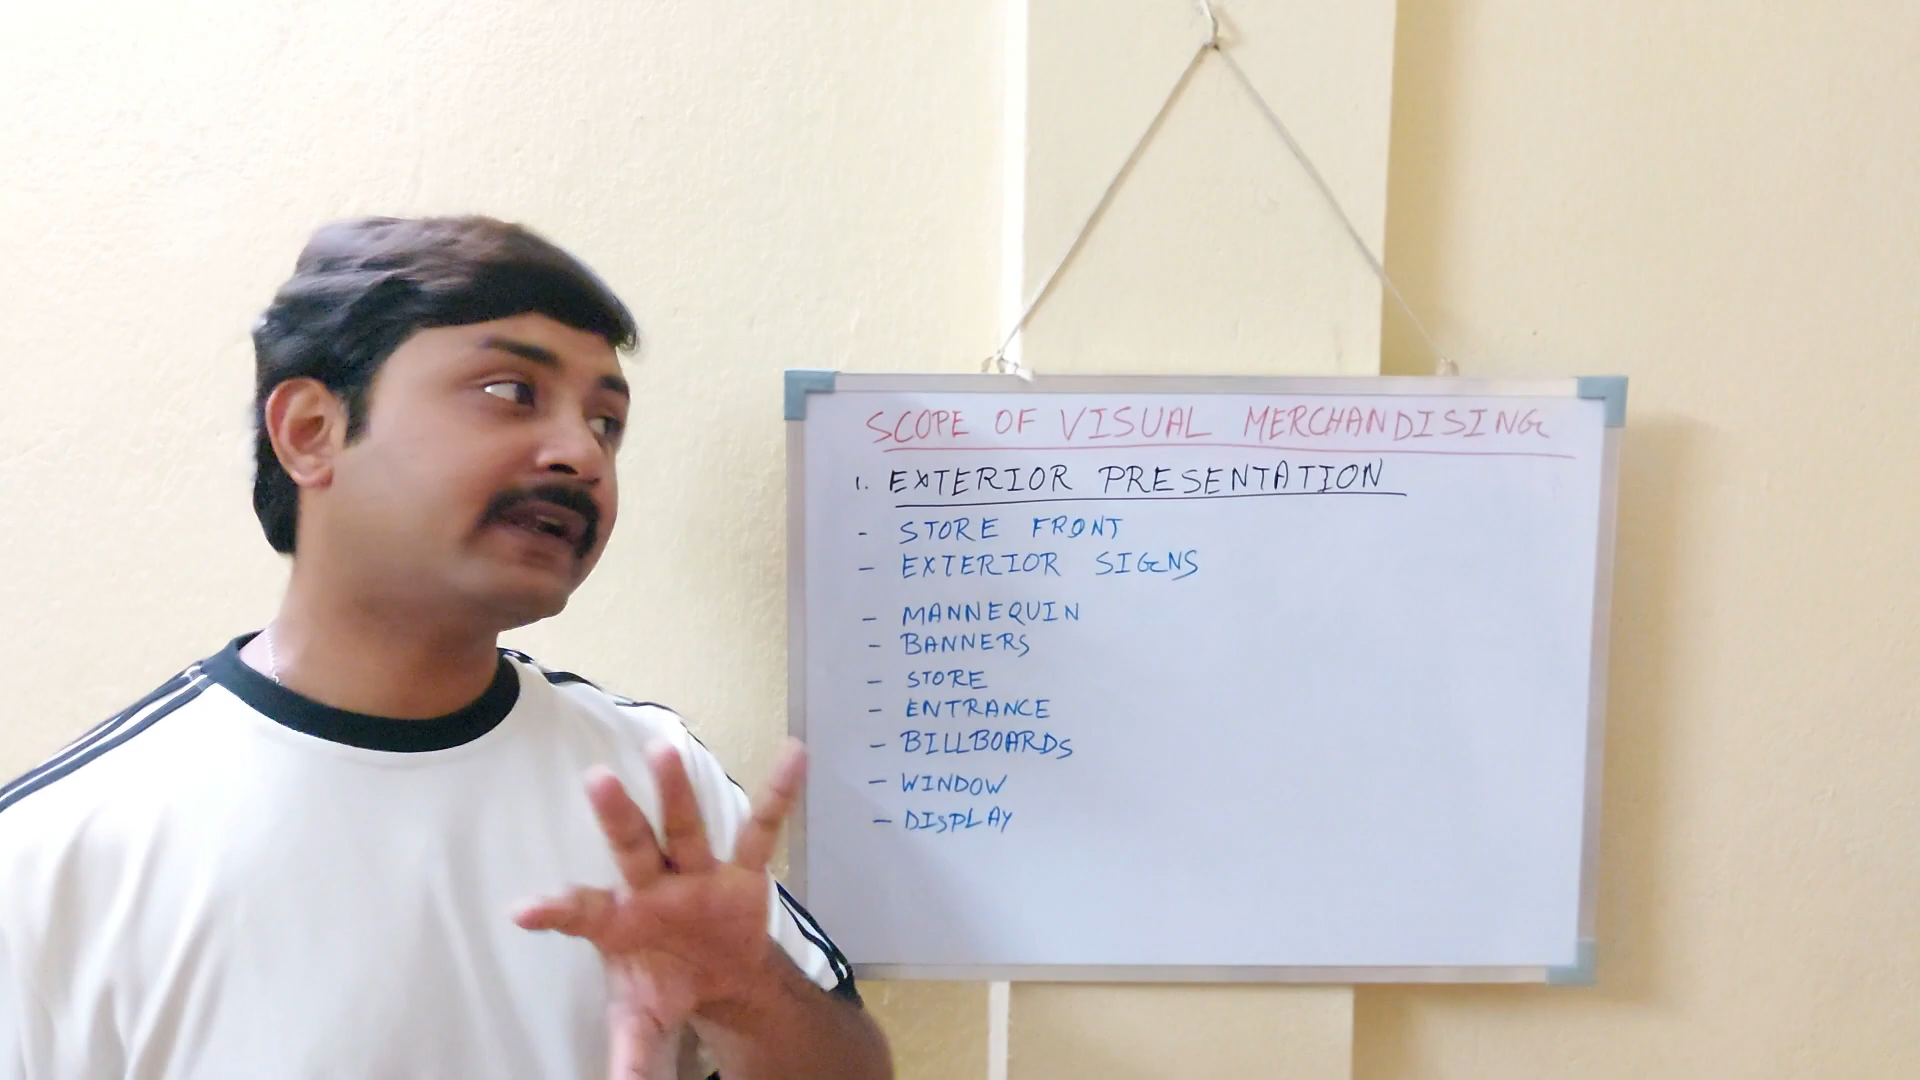 SCOPE OF VISUAL MERCHANDISING
1. EXTERIOR PRESENTATION
- STORE FRONT
- EXTERIOR SIGNS
- MANNEQUIN
- BANNERS
- STORE
- ENTRANCE
- BILLBOARDS
- WINDOW
- DISPLAY